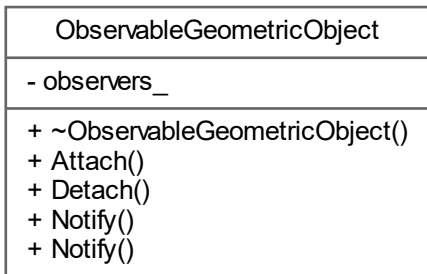 ObservableGeometricObject
- observers_
+ ~ObservableGeometricObject()
+ Attach()
+ Detach()
+ Notify()
+ Notify()